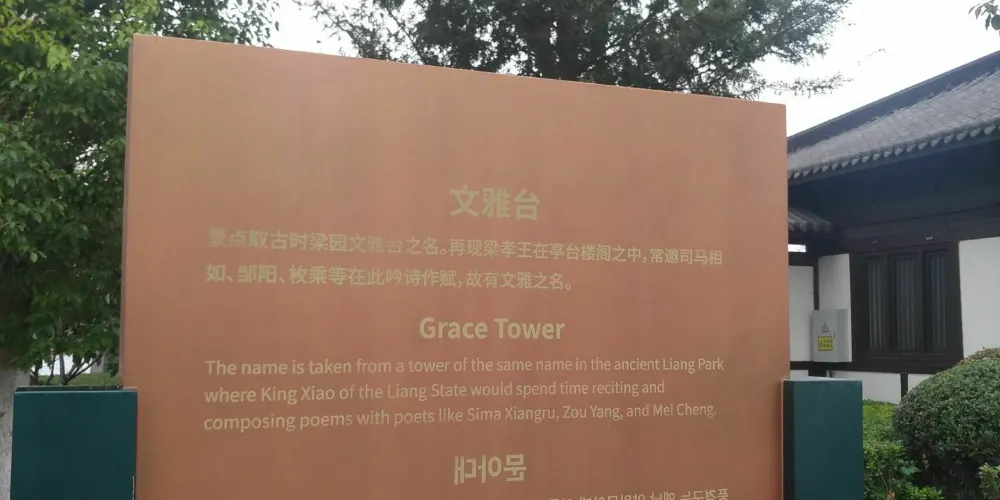 文雅台
景点取古时梁园文雅台之名。再现梁孝王在亭台楼阁之中，常邀司马相
如、邹阳、枚乘等在此吟诗作赋，故有文雅之名。
Grace Tower
The name is taken from a tower of the same name in the ancient Liang Park
where King Xiao of the Liang State would spend time reciting and
composing poems with poets like Sima Xiangru, Zou Yang, and Mei Cheng.
문아대